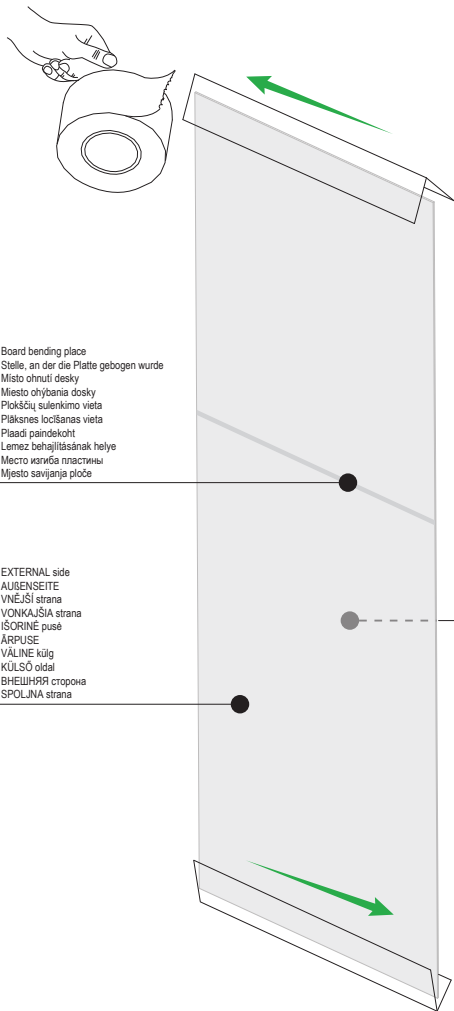 Board bending place
Stelle, an der die Platte gebogen wurde
Místo ohnutí desky
Miesto ohýbania dosky
Plokščių sulenkimo vieta
Plāksnes locīšanas vieta
Plaadi paindekoht
Lemez behajlításának helye
Место изгиба пластины
Mjesto savijanja ploče
EXTERNAL side
AUßENSEITE
VNĚJŠÍ strana
VONKAJŠIA strana
IŠORINĖ pusė
ĀRPUSE
VÄLINE külg
KÜLSŐ oldal
ВНЕШНЯЯ сторона
SPOLJNA strana